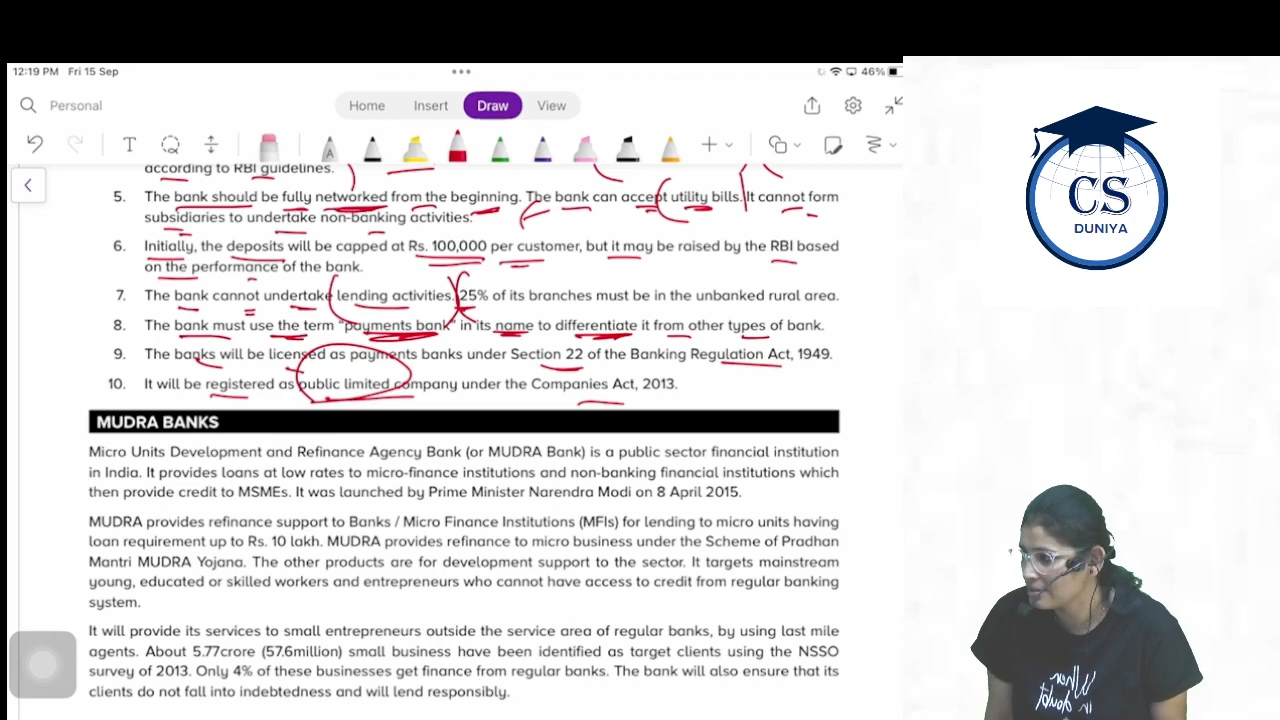 12:19 PM Fri 15 Sep
46%
Personal
Home Insert Draw View
T
A
according to RBI guidelines.
5. The bank should be fully networked from the beginning. The bank can accept utility bills. It cannot form
subsidiaries to undertake non-banking activities.
6. Initially, the deposits will be capped at Rs. 100,000 per customer, but it may be raised by the RBI based
on the performance of the bank.
7. The bank cannot undertake lending activities. 25% of its branches must be in the unbanked rural area.
8. The bank must use the term "payments bank" in its name to differentiate it from other types of bank.
9. The banks will be licensed as payments banks under Section 22 of the Banking Regulation Act, 1949.
10. It will be registered as public limited company under the Companies Act, 2013.
MUDRA BANKS
Micro Units Development and Refinance Agency Bank (or MUDRA Bank) is a public sector financial institution
in India. It provides loans at low rates to micro-finance institutions and non-banking financial institutions which
then provide credit to MSMEs. It was launched by Prime Minister Narendra Modi on 8 April 2015.
MUDRA provides refinance support to Banks / Micro Finance Institutions (MFIs) for lending to micro units having
loan requirement up to Rs. 10 lakh. MUDRA provides refinance to micro business under the Scheme of Pradhan
Mantri MUDRA Yojana. The other products are for development support to the sector. It targets mainstream
young, educated or skilled workers and entrepreneurs who cannot have access to credit from regular banking
system.
It will provide its services to small entrepreneurs outside the service area of regular banks, by using last mile
agents. About 5.77crore (57.6million) small business have been identified as target clients using the NSSO
survey of 2013. Only 4% of these businesses get finance from regular banks. The bank will also ensure that its
clients do not fall into indebtedness and will lend responsibly.
CS
DUNIYA
When
in doubt